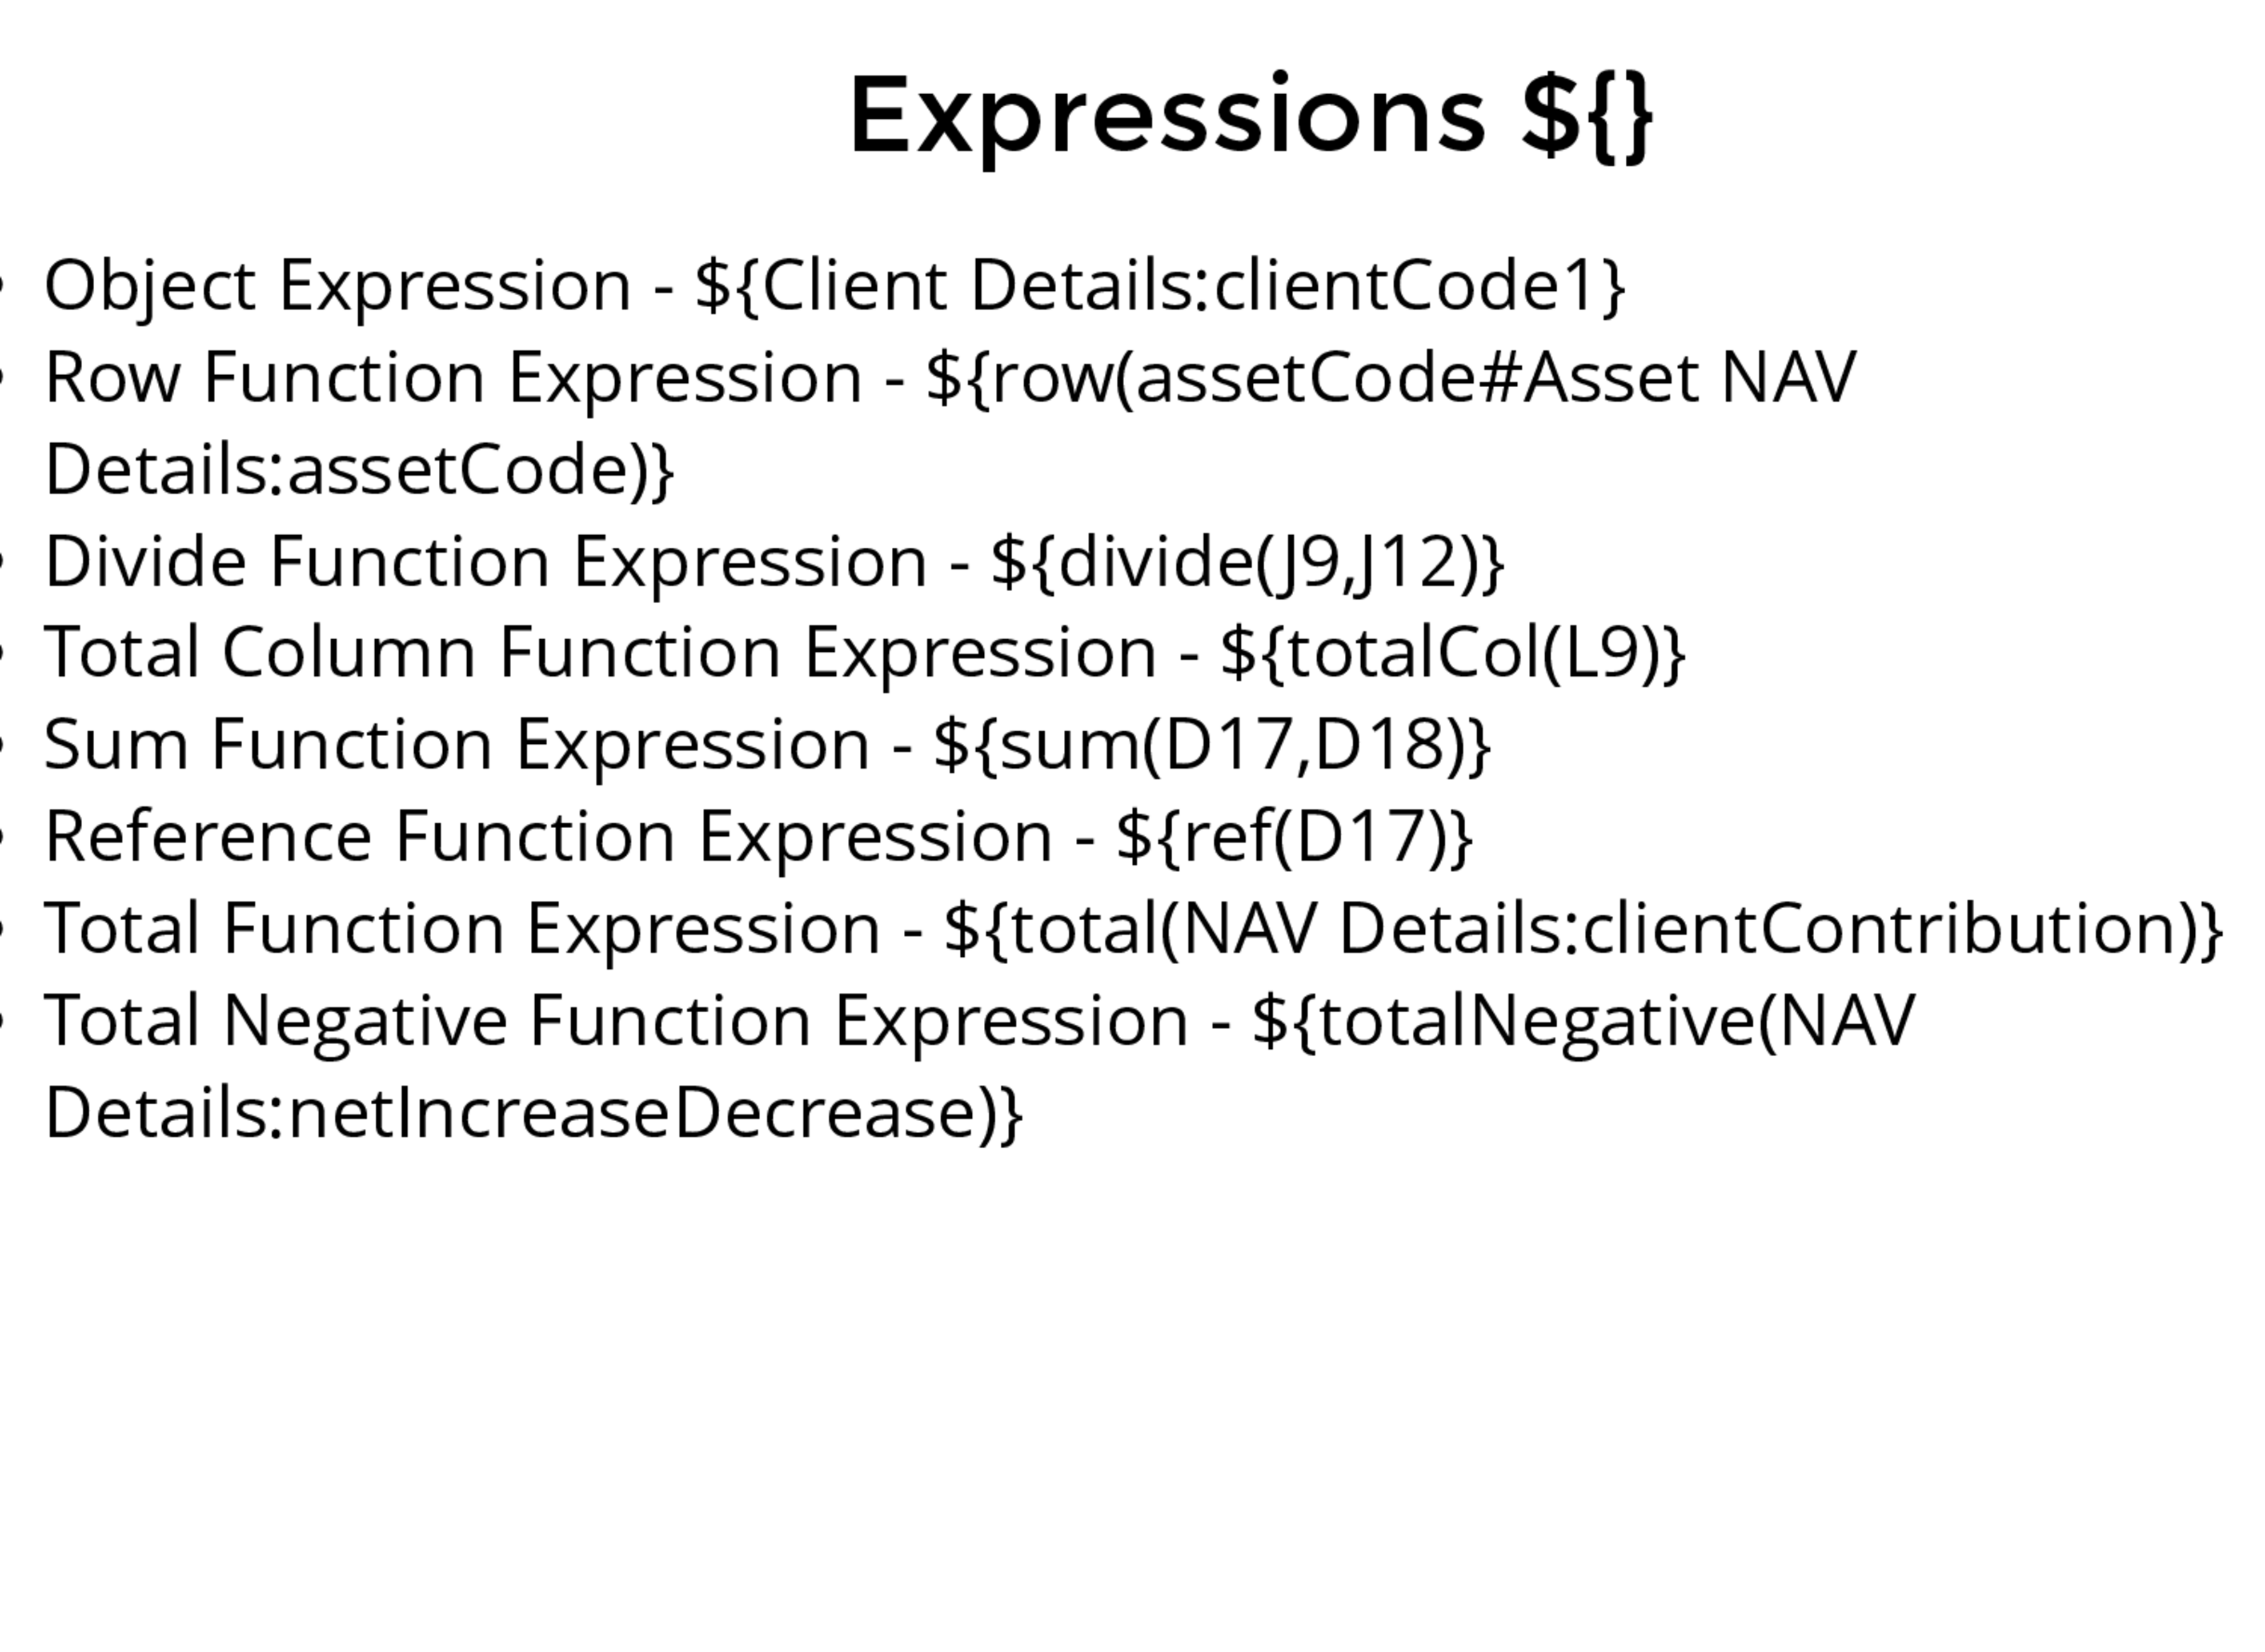 Expressions ${}
• Object Expression - ${Client Details:clientCode1}
• Row Function Expression - ${row(assetCode#Asset NAV
Details:assetCode)}
• Divide Function Expression - ${divide(J9,J12)}
• Total Column Function Expression - ${totalCol(L9)}
• Sum Function Expression - ${sum(D17,D18)}
• Reference Function Expression - ${ref(D17)}
• Total Function Expression - ${total(NAV Details:clientContribution)}
• Total Negative Function Expression - ${totalNegative(NAV
Details:netIncreaseDecrease)}